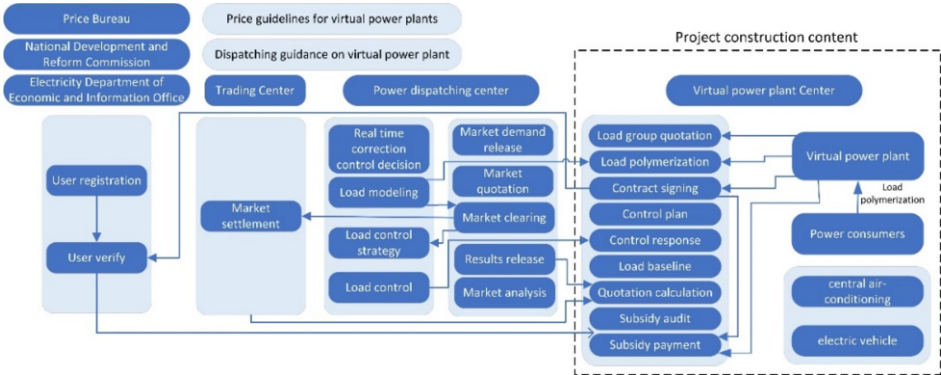 Price Bureau
Price guidelines for virtual power plants
National Development and
Reform Commission
Dispatching guidance on virtual power plant
Project construction content
Electricity Department of
Economic and Information Office
Trading Center
Power dispatching center
Virtual power plant Center
Real time
correction
control decision
Load modeling
Load control
strategy
Load control
Market demand
release
Market
quotation
Market clearing
Results release
Market analysis
User registration
User verify
Market
settlement
Load group quotation
Load polymerization
Contract signing
Control plan
Control response
Load baseline
Quotation calculation
Subsidy audit
Subsidy payment
Virtual power plant
Load
polymerization
Power consumers
central air-
conditioning
electric vehicle